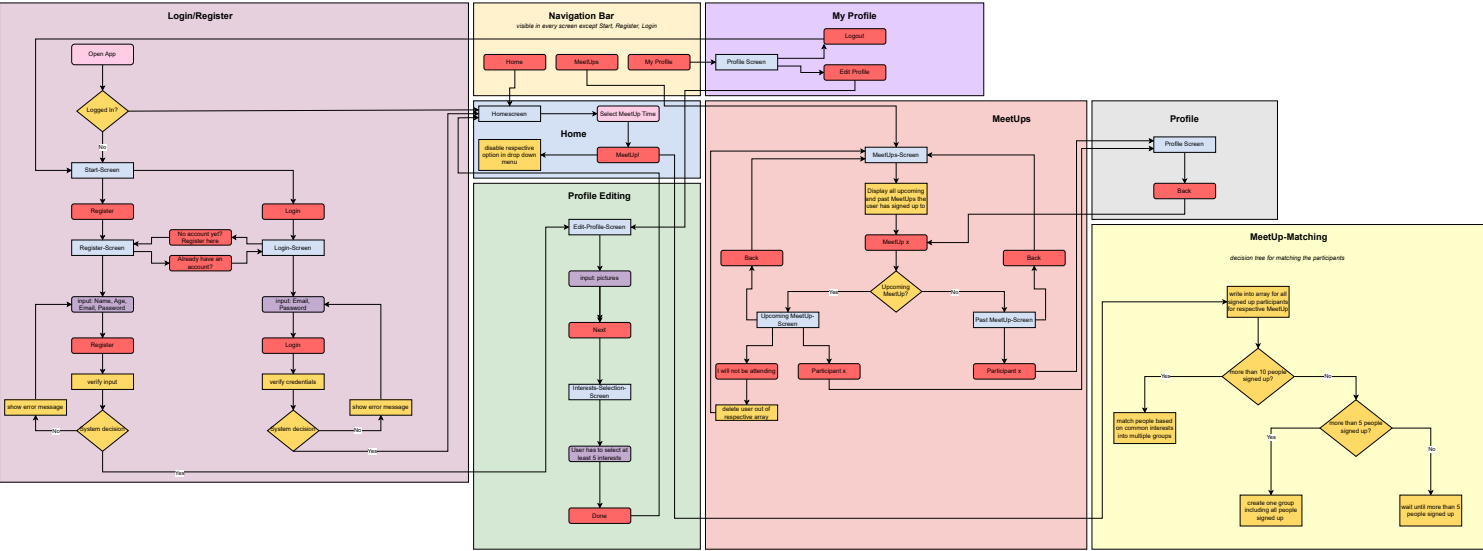 Login/Register
Open App
Logged In?
No
Start-Screen
Register
Login
No account yet?
Register here
Register-Screen
Login-Screen
Already have an
account?
input: Name, Age,
Email, Password
input: Email,
Password
Register
Login
verify input
verify credentials
show error message
show error message
System decision
System decision
No
No
Yes
Yes
Navigation Bar
visible in every screen except Start, Register, Login
Home
MeetUps
My Profile
My Profile
Logout
Profile Screen
Edit Profile
Homescreen
Select MeetUp Time
Home
disable respective
option in drop down
menu
MeetUp!
Profile Editing
Edit-Profile-Screen
input: pictures
Next
Interests-Selection-
Screen
User has to select at
least 5 interests
Done
MeetUps
MeetUps-Screen
Display all upcoming
and past MeetUps the
user has signed up to
MeetUp x
Back
Back
Upcoming
MeetUp?
Yes
No
Upcoming MeetUp-
Screen
Past MeetUp-Screen
I will not be attending
Participant x
Participant x
delete user out of
respective array
Profile
Profile Screen
Back
MeetUp-Matching
decision tree for matching the participants
write into array for all
signed up participants
for respective MeetUp
more than 10 people
signed up?
Yes
No
match people based
on common interests
into multiple groups
more than 5 people
signed up?
Yes
No
create one group
including all people
signed up
wait until more than 5
people signed up